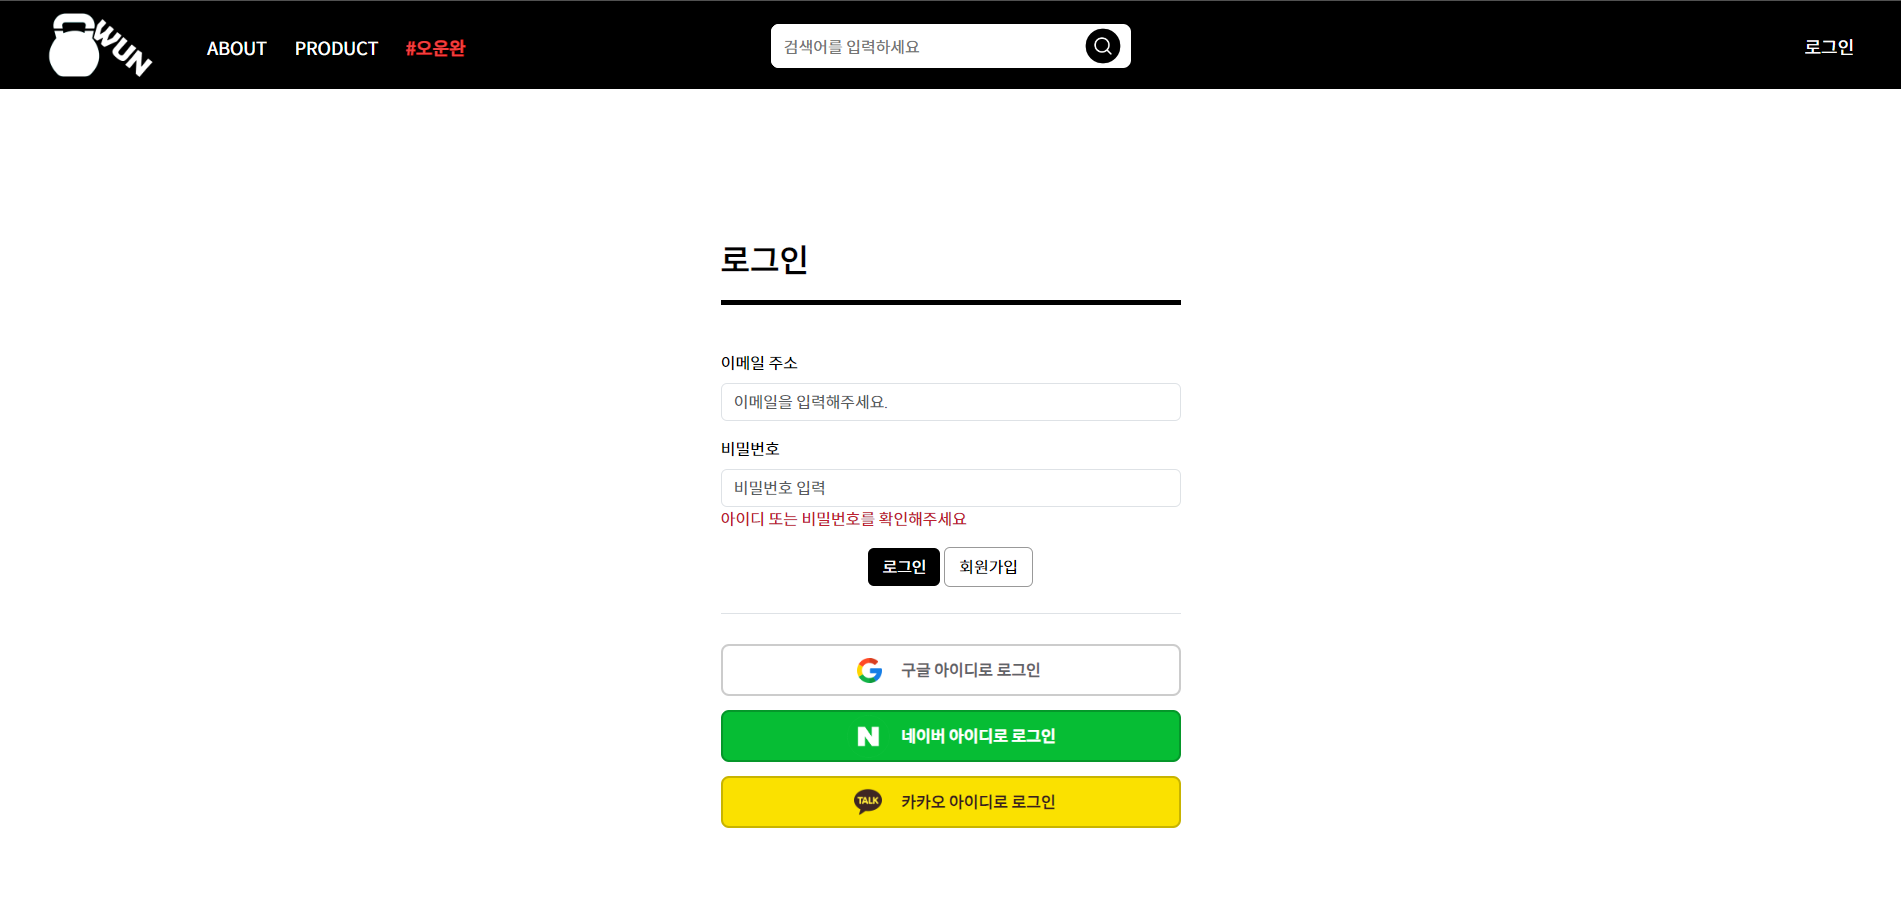 WUN
ABOUT PRODUCT #오운완
검색어를 입력하세요
로그인
로그인
이메일 주소
이메일을 입력해주세요.
비밀번호
비밀번호 입력
아이디 또는 비밀번호를 확인해주세요
로그인 회원가입
구글 아이디로 로그인
N 네이버 아이디로 로그인
TALK 카카오 아이디로 로그인